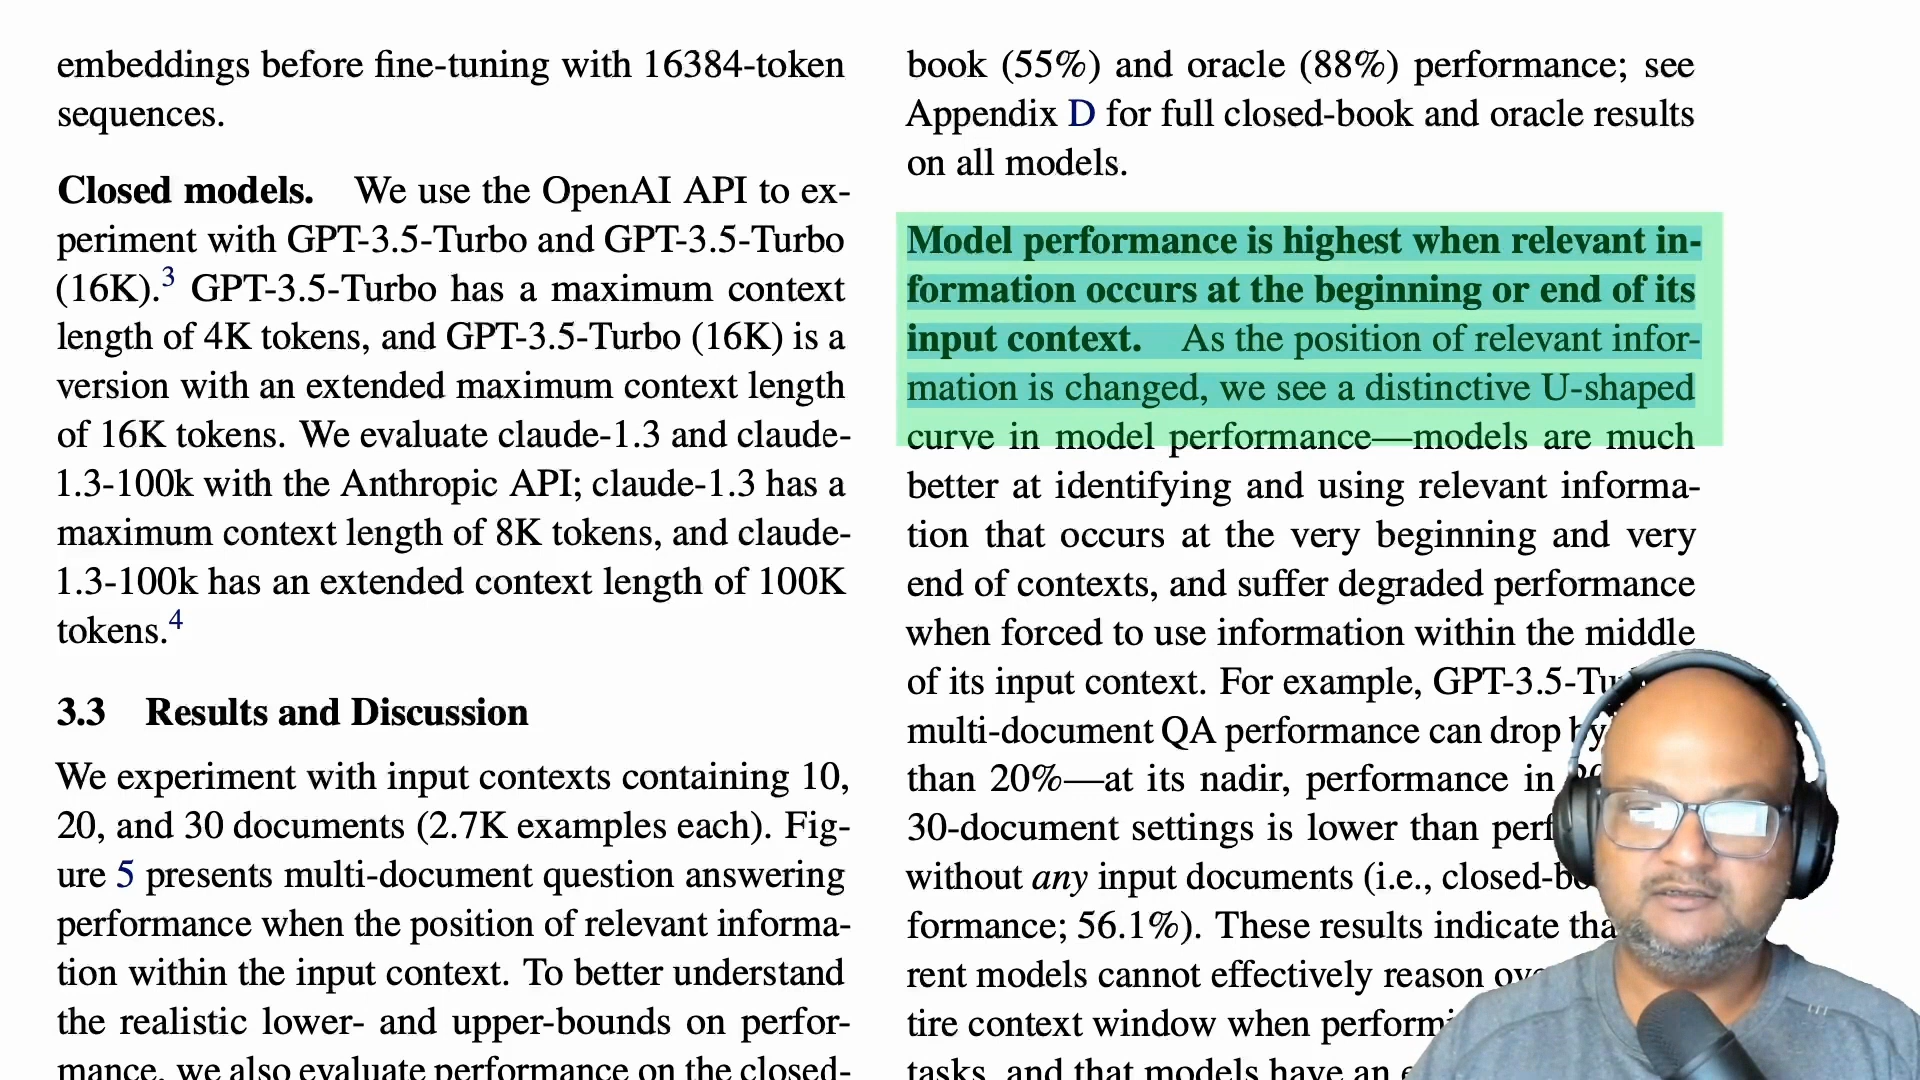 embeddings before fine-tuning with 16384-token
sequences.
Closed models. We use the OpenAI API to ex-
periment with GPT-3.5-Turbo and GPT-3.5-Turbo
(16K).3 GPT-3.5-Turbo has a maximum context
length of 4K tokens, and GPT-3.5-Turbo (16K) is a
version with an extended maximum context length
of 16K tokens. We evaluate claude-1.3 and claude-
1.3-100k with the Anthropic API; claude-1.3 has a
maximum context length of 8K tokens, and claude-
1.3-100k has an extended context length of 100K
tokens.4
3.3 Results and Discussion
We experiment with input contexts containing 10,
20, and 30 documents (2.7K examples each). Fig-
ure 5 presents multi-document question answering
performance when the position of relevant informa-
tion within the input context. To better understand
the realistic lower- and upper-bounds on perfor-
mance, we also evaluate performance on the closed-
book (55%) and oracle (88%) performance; see
Appendix D for full closed-book and oracle results
on all models.
Model performance is highest when relevant in-
formation occurs at the beginning or end of its
input context. As the position of relevant infor-
mation is changed, we see a distinctive U-shaped
curve in model performance—models are much
better at identifying and using relevant informa-
tion that occurs at the very beginning and very
end of contexts, and suffer degraded performance
when forced to use information within the middle
of its input context. For example,
multi-document QA performance can drop by
than 20%—at its nadir, performance in
30-document settings is lower than
without any input documents (i.e.,
formance; 56.1%). These results indicate
rent models cannot effectively reason
tire context window when
tasks, and that models have an